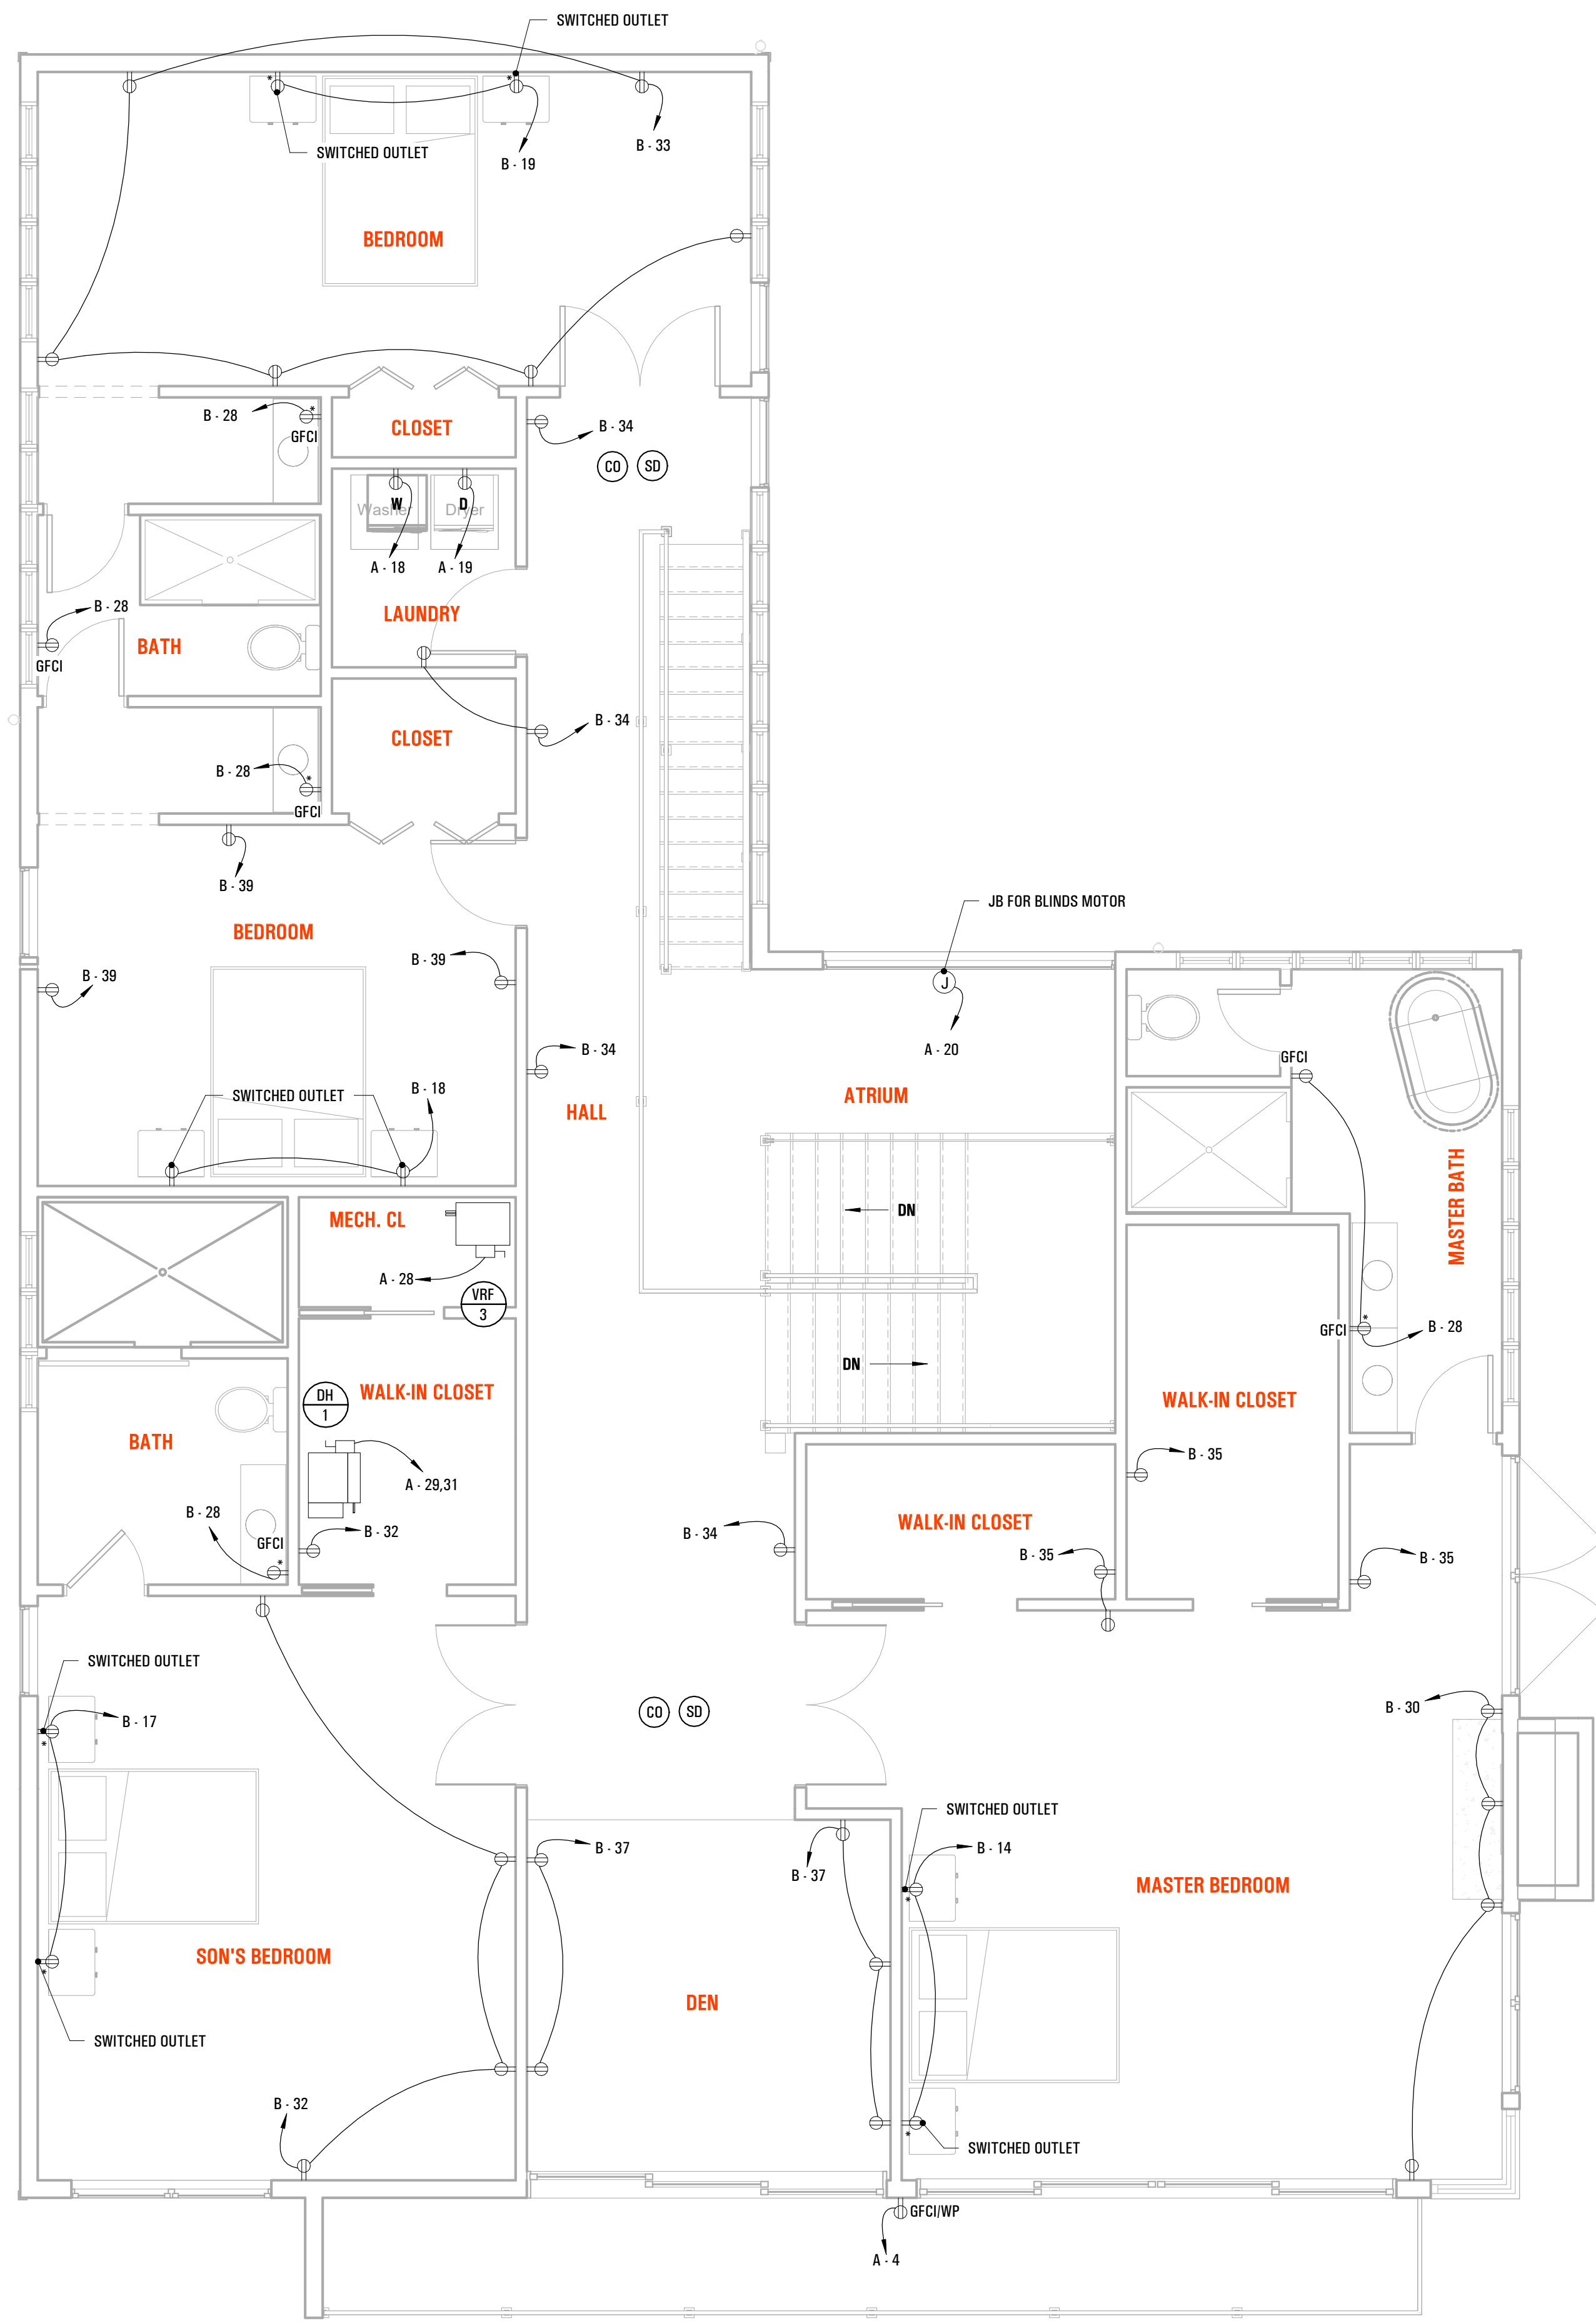 SWITCHED OUTLET
*
*
B - 33
SWITCHED OUTLET
B - 19
BEDROOM
B - 28
*
GFCI
CLOSET
B - 34
CO
SD
Washer
W
Dryer
D
A - 18
A - 19
B - 28
LAUNDRY
BATH
GFCI
B - 34
CLOSET
B - 28
*
GFCI
B - 39
JB FOR BLINDS MOTOR
BEDROOM
B - 39
B - 39
J
B - 34
A - 20
GFCI
SWITCHED OUTLET
B - 18
ATRIUM
HALL
MASTER BATH
MECH. CL
DN
A - 28
VRF
3
*
GFCI
B - 28
DN
DH
1
WALK-IN CLOSET
WALK-IN CLOSET
BATH
B - 35
A - 29,31
B - 28
WALK-IN CLOSET
B - 32
B - 34
GFCI
*
B - 35
B - 35
SWITCHED OUTLET
B - 17
*
CO
SD
B - 30
SWITCHED OUTLET
B - 37
B - 14
B - 37
MASTER BEDROOM
*
SON'S BEDROOM
*
DEN
SWITCHED OUTLET
B - 32
*
SWITCHED OUTLET
GFCI/WP
A - 4